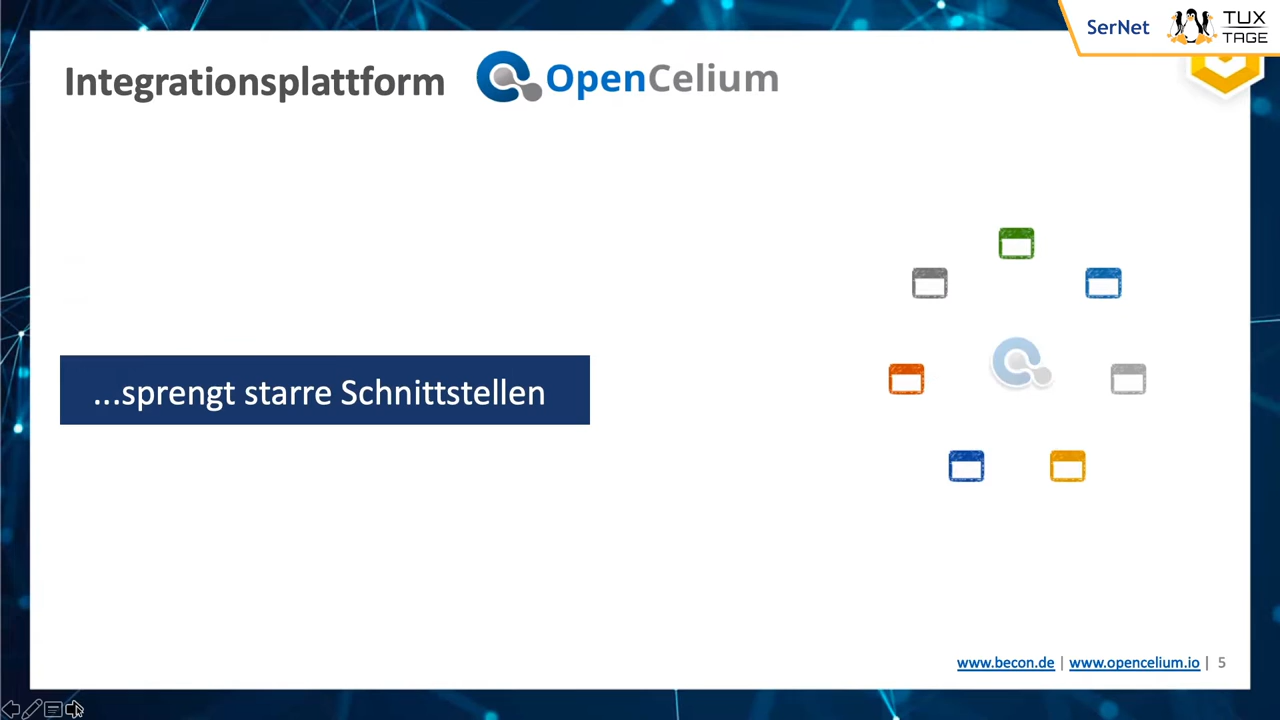 SerNet
TUX
TAGE
Integrationsplattform OpenCelium
...sprengt starre Schnittstellen
www.becon.de | www.opencelium.io | 5